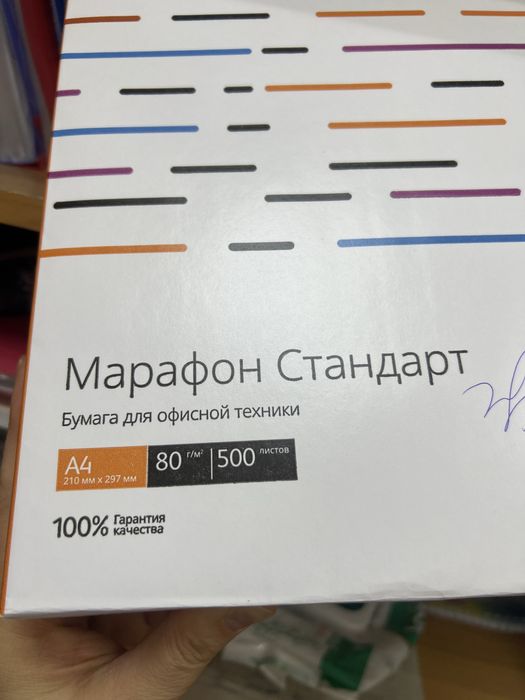 Марафон Стандарт
Бумага для офисной техники
A4 80 г/м² 500 листов
210 мм x 297 мм
100% Гарантия
качества